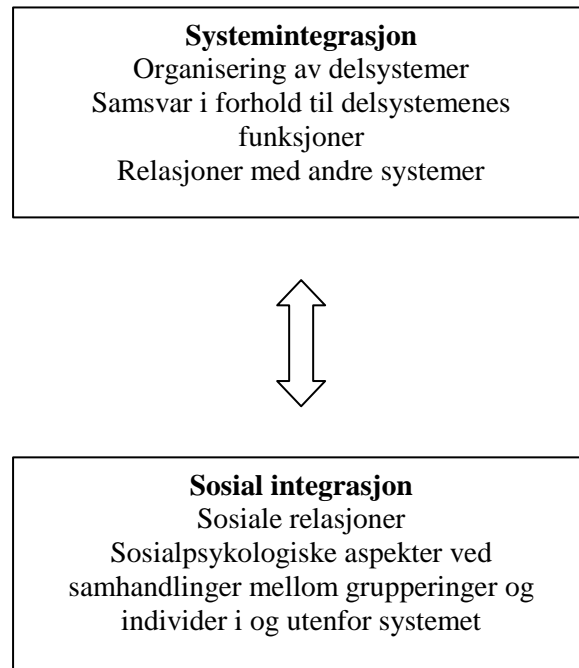 Systemintegrasjon
Organisering av delsystemer
Samsvar i forhold til delsystemenes
funksjoner
Relasjoner med andre systemer
Sosial integrasjon
Sosiale relasjoner
Sosialpsykologiske aspekter ved
samhandlinger mellom grupperinger og
individer i og utenfor systemet